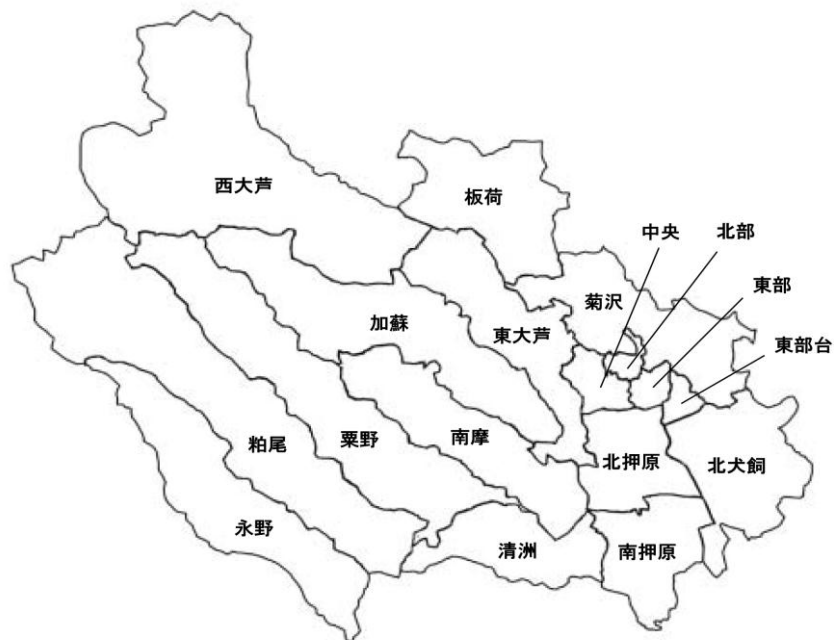 西大芦
板荷
中央
北部
菊沢
東部
加蘇
東大芦
東部台
粕尾
粟野
南摩
北押原
北犬飼
永野
清洲
南押原